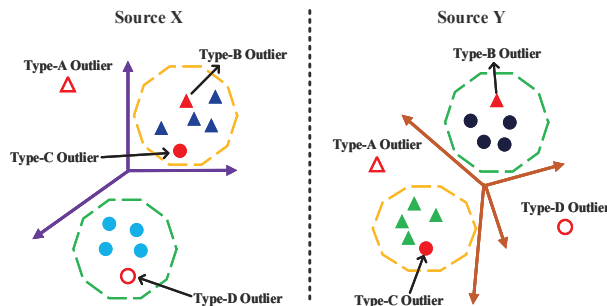 Source X
Source Y
Type-A Outlier
Type-B Outlier
Type-C Outlier
Type-D Outlier
Type-B Outlier
Type-A Outlier
Type-D Outlier
Type-C Outlier